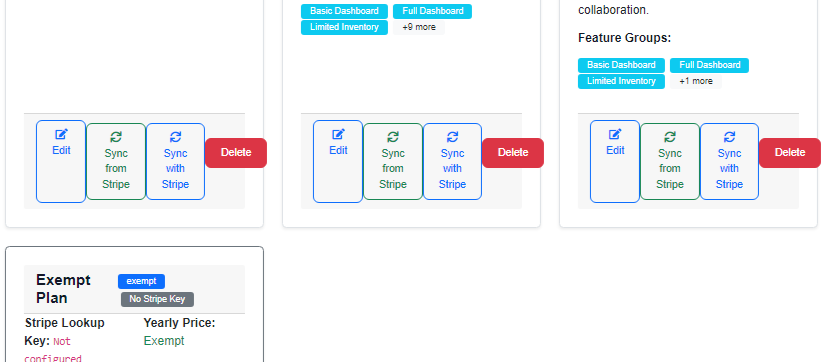 Basic Dashboard Full Dashboard
Limited Inventory +9 more
collaboration.
Feature Groups:
Basic Dashboard Full Dashboard
Limited Inventory +1 more
Edit
Sync
from
Stripe
Sync
with
Stripe
Delete
Edit
Sync
from
Stripe
Sync
with
Stripe
Delete
Edit
Sync
from
Stripe
Sync
with
Stripe
Delete
Exempt
Plan
exempt
No Stripe Key
Stripe Lookup
Key: Not
configured
Yearly Price:
Exempt